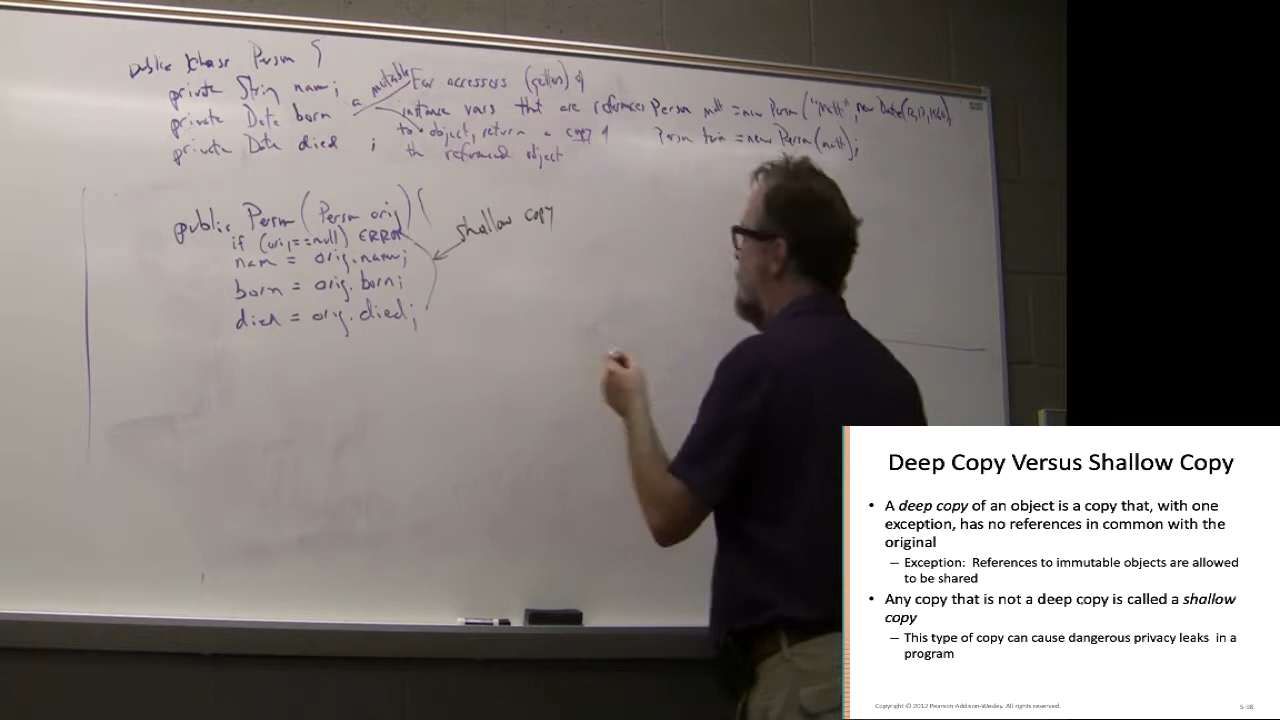 public class Person {
private String name;
private Date born
private Date died ;
a mutable
For accessors (getters) of
instance vars that are references
to object, return a copy of
the referenced object
Person matt = new Person ("Matt", new Date(
Person twin = new Person(matt);
public Person (Person orig) {
if (orig==null) ERROR
nam = orig.name;
born = orig.born;
died = orig.died;
shallow copy
Deep Copy Versus Shallow Copy
• A deep copy of an object is a copy that, with one
exception, has no references in common with the
original
– Exception: References to immutable objects are allowed
to be shared
• Any copy that is not a deep copy is called a shallow
copy
– This type of copy can cause dangerous privacy leaks in a
program
Copyright © 2012 Pearson Addison-Wesley. All rights reserved.
5-98